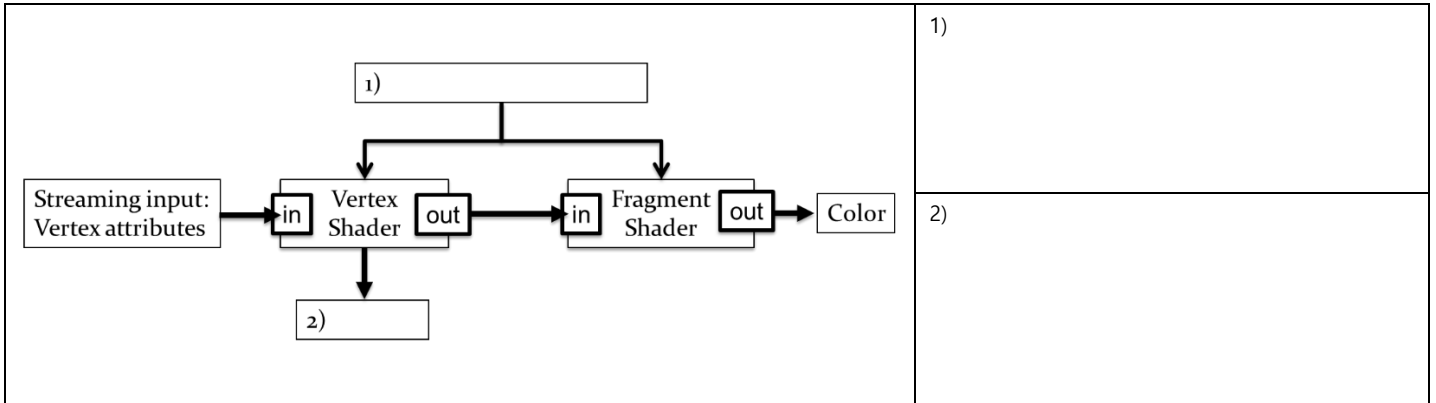 1)
Streaming input:
Vertex attributes
in
Vertex
Shader
out
in
Fragment
Shader
out
Color
2)
1)
2)